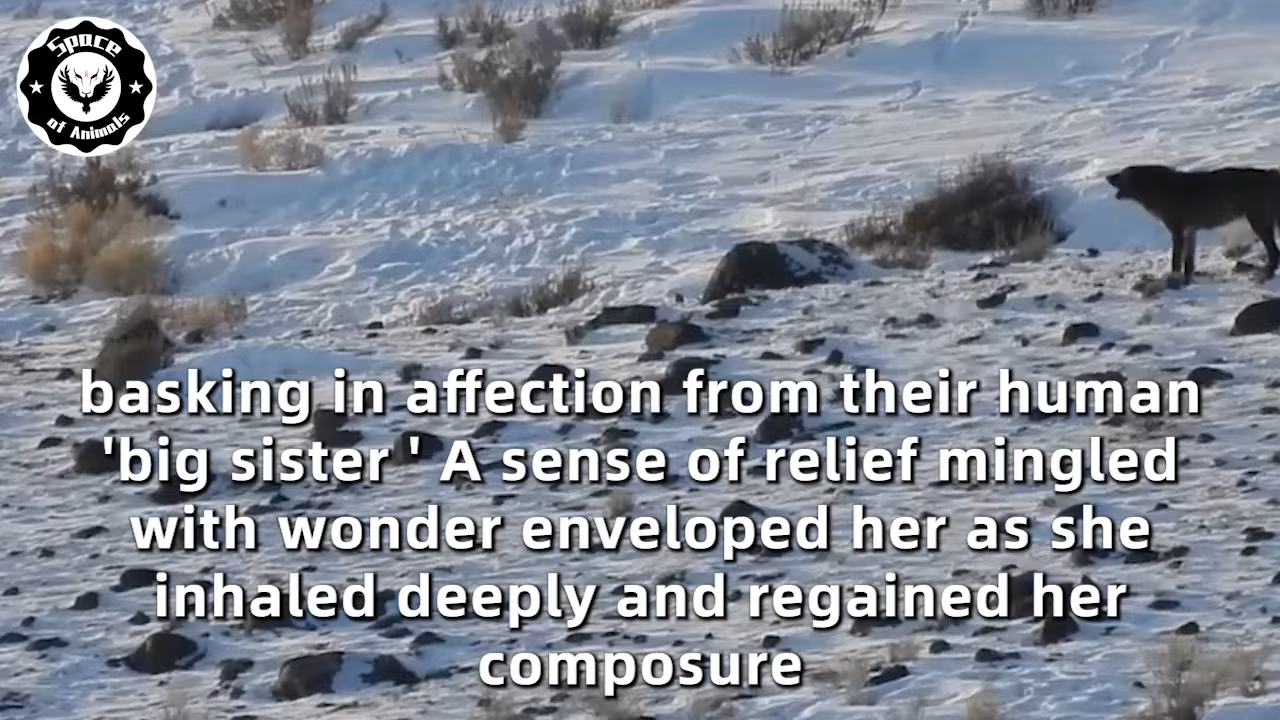 Space
of Animals
basking in affection from their human
'big sister ' A sense of relief mingled
with wonder enveloped her as she
inhaled deeply and regained her
composure